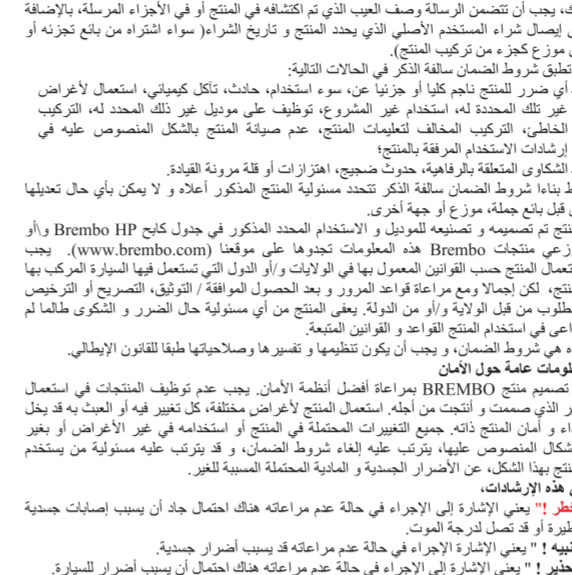 ك، يجب أن تتضمن الرسالة وصف العيب الذي تم اكتشافه في المنتج أو في الأجزاء المرسلة، بالإضافة
إيصال شراء المستخدم الأصلي الذي يحدد المنتج و تاريخ الشراء( سواء اشتراه من بائع تجزئه أو
موزع كجزء من تركيب المنتج).
تطبق شروط الضمان سالفة الذكر في الحالات التالية:
أي ضرر للمنتج ناجم كليا أو جزئيا عن، سوء استخدام، حادث، تآكل كيميائي، استعمال لأغراض
غير تلك المحددة له، استخدام غير المشروع، توظيف على موديل غير ذلك المحدد له، التركيب
الخاطئ، التركيب المخالف لتعليمات المنتج، عدم صيانة المنتج بالشكل المنصوص عليه في
إرشادات الاستخدام المرفقة بالمنتج؛
الشكاوى المتعلقة بالرفاهية، حدوث ضجيج، اهتزازات أو قلة مرونة القيادة.
ط بناءا شروط الضمان سالفة الذكر تتحدد مسئولية المنتج المذكور أعلاه و لا يمكن بأي حال تعديلها
قبل بائع جملة، موزع أو جهة أخرى.
نتج تم تصميمه و تصنيعه للموديل و الاستخدام المحدد المذكور في جدول كابح Brembo HP و\أو
زعي منتجات Brembo هذه المعلومات تجدوها على موقعنا (www.brembo.com). يجب
تعمال المنتج حسب القوانين المعمول بها في الولايات و/أو الدول التي تستعمل فيها السيارة المركب بها
نتج، لكن إجمالا ومع مراعاة قواعد المرور و بعد الحصول الموافقة / التوثيق، التصريح أو الترخيص
طلوب من قبل الولاية و/أو من الدولة. يعفى المنتج من أي مسئولية حال الضرر و الشكوى طالما لم
اعى في استخدام المنتج القواعد و القوانين المتبعة.
ه هي شروط الضمان، و يجب أن يكون تنظيمها و تفسيرها وصلاحياتها طبقا للقانون الإيطالي.
لومات عامة حول الأمان
تصميم منتج BREMBO بمراعاة أفضل أنظمة الأمان. يجب عدم توظيف المنتجات في استعمال
ر الذي صممت و أنتجت من أجله. استعمال المنتج لأغراض مختلفة، كل تغيير فيه أو العبث به قد يخل
اء و أمان المنتج ذاته. جميع التغييرات المحتملة في المنتج أو استخدامه في غير الأغراض أو بغير
شكال المنصوص عليها، يترتب عليه إلغاء شروط الضمان، و قد يترتب عليه مسئولية من يستخدم
نتج بهذا الشكل، عن الأضرار الجسدية و المادية المحتملة المسببة للغير.
هذه الإرشادات،
طر !" يعني الإشارة إلى الإجراء في حالة عدم مراعاته هناك احتمال جاد أن يسبب إصابات جسدية
طيرة أو قد تصل لدرجة الموت.
نبيه ! " يعني الإشارة الإجراء في حالة عدم مراعاته قد يسبب أضرار جسدية.
حذير ! " يعني الإشارة إلى الإجراء في حالة عدم مراعاته هناك احتمال أن يسبب أضرار للسيارة.